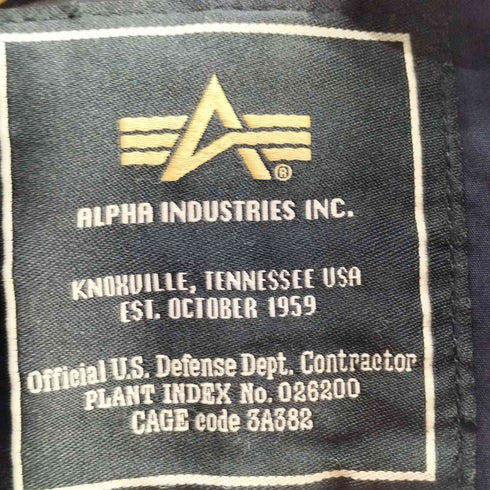 A
®
ALPHA INDUSTRIES INC.
KNOXVILLE, TENNESSEE USA
EST. OCTOBER 1959
Official U.S. Defense Dept. Contractor
PLANT INDEX No. 026200
CAGE code 3A382